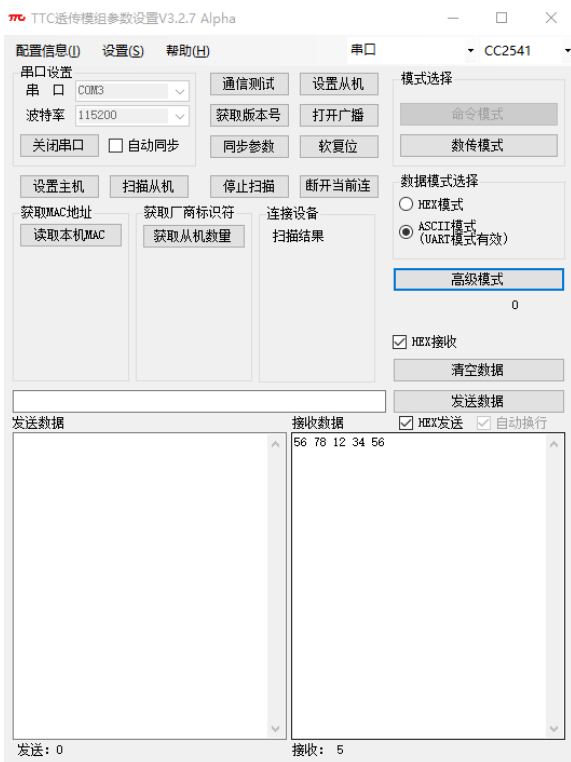 TTC透传模组参数设置V3.2.7 Alpha
配置信息(I) 设置(S) 帮助(H) 串口 CC2541
串口设置
串 口 COM3
波特率 115200
关闭串口 自动同步
通信测试 设置从机
获取版本号 打开广播
同步参数 软复位
模式选择
命令模式
数传模式
设置主机 扫描从机 停止扫描 断开当前连
获取MAC地址 获取厂商标识符 连接设备
读取本机MAC 获取从机数量 扫描结果
数据模式选择
HEX模式
ASCII模式
(UART模式有效)
高级模式
0
HEX接收
清空数据
发送数据
发送数据 接收数据 HEX发送 自动换行
56 78 12 34 56
发送: 0 接收: 5